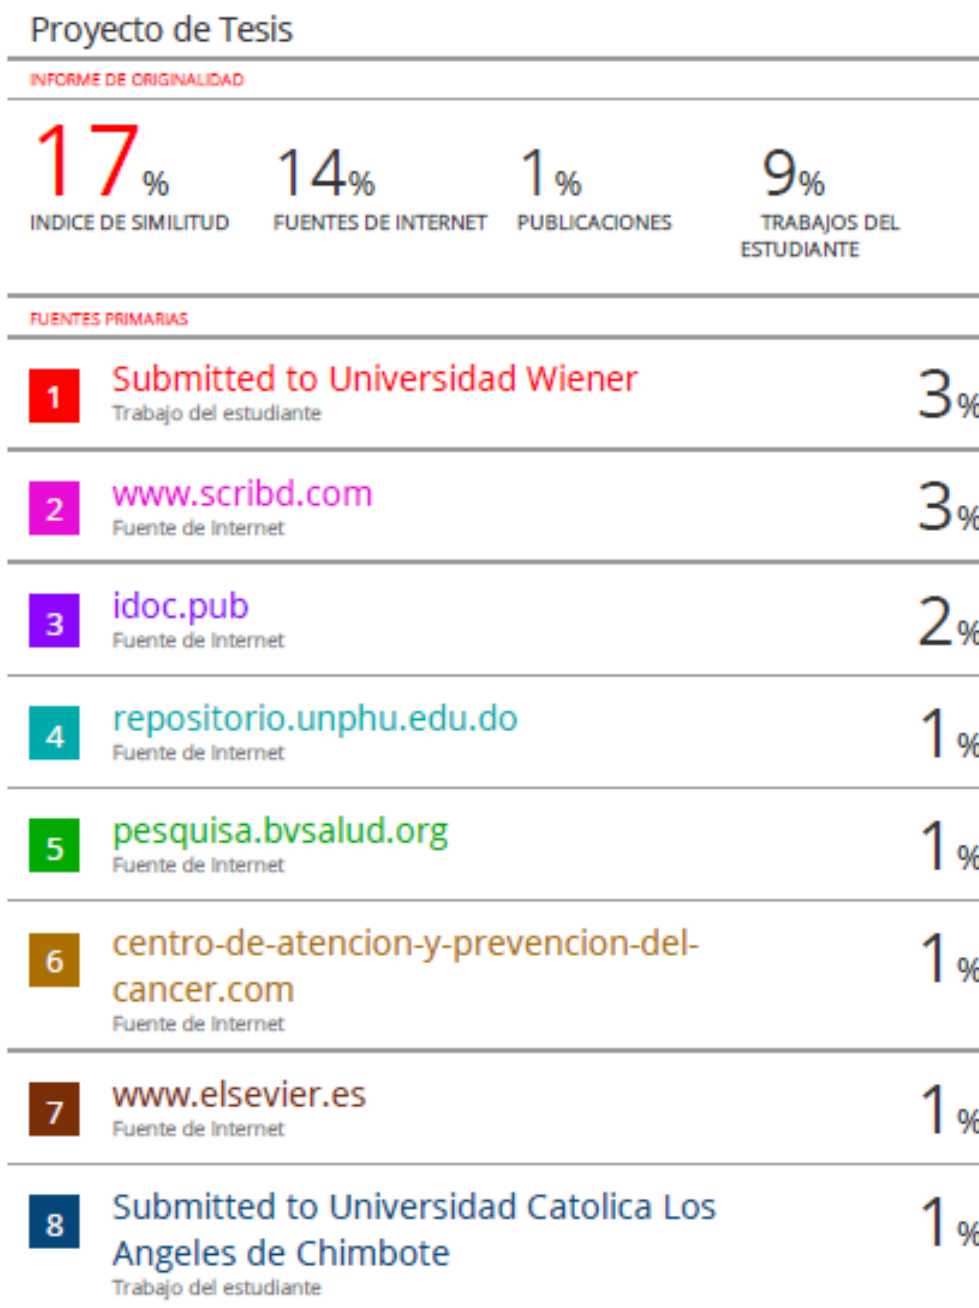 Proyecto de Tesis
INFORME DE ORIGINALIDAD
17% 14% 1% 9%
INDICE DE SIMILITUD FUENTES DE INTERNET PUBLICACIONES TRABAJOS DEL
ESTUDIANTE
FUENTES PRIMARIAS
1 Submitted to Universidad Wiener 3%
Trabajo del estudiante
2 www.scribd.com 3%
Fuente de Internet
3 idoc.pub 2%
Fuente de Internet
4 repositorio.unphu.edu.do 1%
Fuente de Internet
5 pesquisa.bvsalud.org 1%
Fuente de Internet
6 centro-de-atencion-y-prevencion-del- 1%
cancer.com
Fuente de Internet
7 www.elsevier.es 1%
Fuente de Internet
8 Submitted to Universidad Catolica Los 1%
Angeles de Chimbote
Trabajo del estudiante